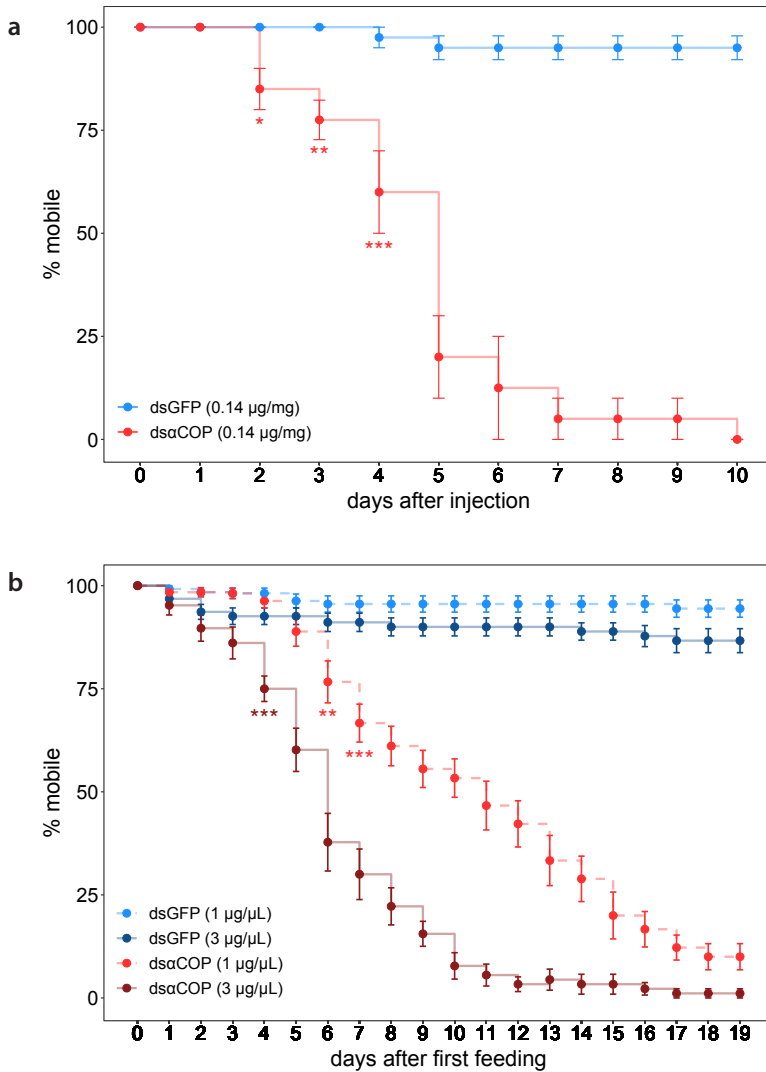 a
100
75
50
25
0
% mobile
*
**
***
dsGFP (0.14 µg/mg)
dsαCOP (0.14 µg/mg)
0 1 2 3 4 5 6 7 8 9 10
days after injection
b
100
75
50
25
0
% mobile
***
**
***
dsGFP (1 µg/µL)
dsGFP (3 µg/µL)
dsαCOP (1 µg/µL)
dsαCOP (3 µg/µL)
0 1 2 3 4 5 6 7 8 9 10 11 12 13 14 15 16 17 18 19
days after first feeding